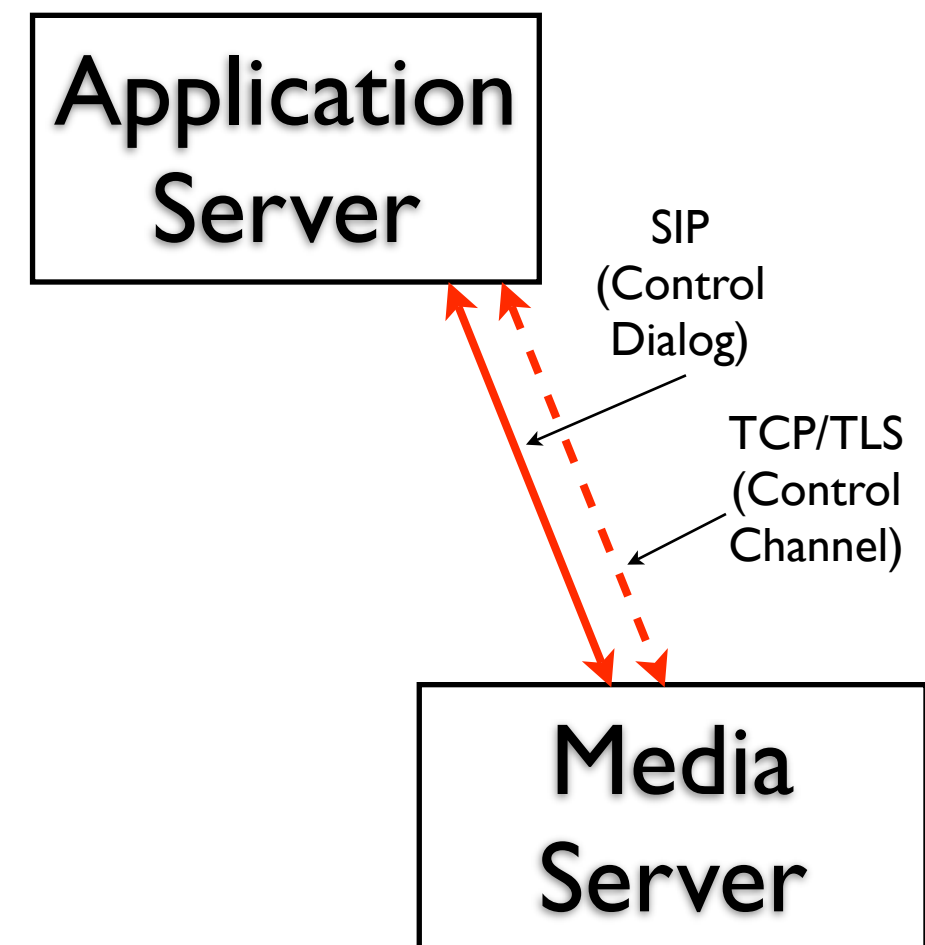 Application
Server
SIP
(Control
Dialog)
TCP/TLS
(Control
Channel)
Media
Server